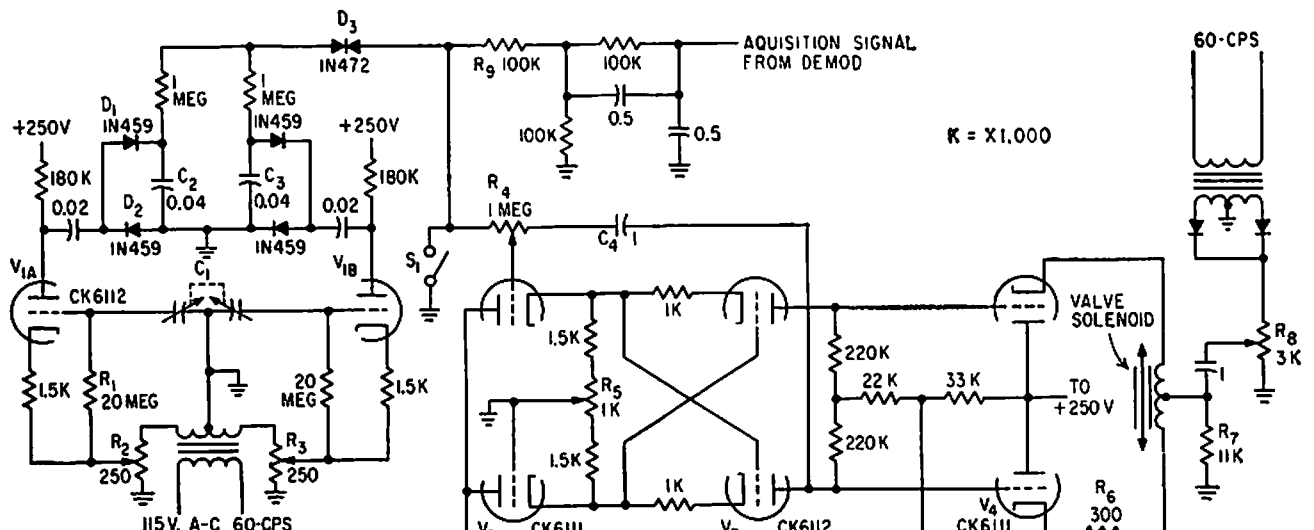 D3
1N472
R9 100K
100K
AQUISITION SIGNAL
FROM DEMOD
60-CPS
1
MEG
1
MEG
D1
1N459
1N459
+250V
+250V
0.5
0.5
100K
K = X1,000
180K
C2
0.04
C3
0.04
180K
0.02
D2
1N459
1N459
0.02
R4
1 MEG
C4 1
S1
V1A
C1
V1B
CK6112
VALVE
SOLENOID
R8
3K
1K
1.5K
220K
1.5K
R1
20 MEG
20
MEG
1.5K
R5
1K
22K
33K
TO
+250V
1
R2
250
R3
250
1.5K
220K
R7
11K
1K
V4
R6
300
115V, A-C 60-CPS
CK6111
CK6112
CK6111